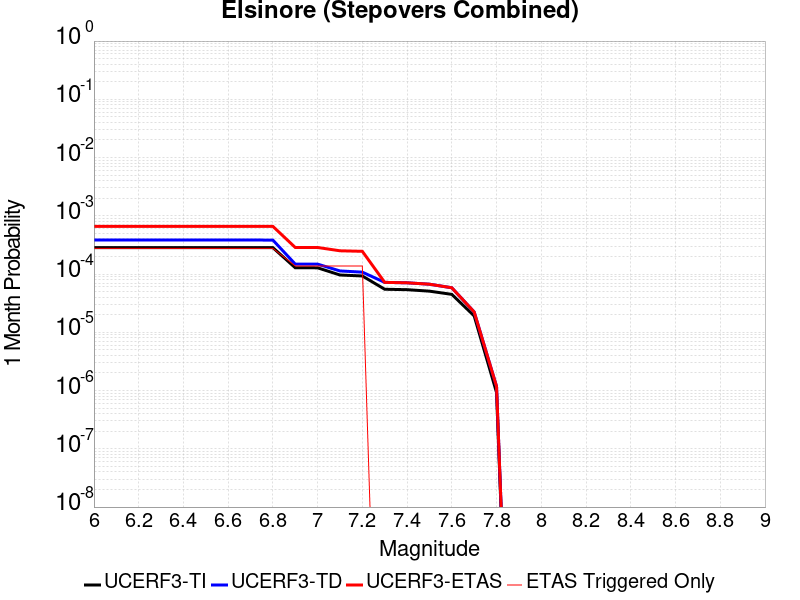 Elsinore (Stepovers Combined)
10^0
10^-1
10^-2
10^-3
10^-4
10^-5
10^-6
10^-7
10^-8
1 Month Probability
6 6.2 6.4 6.6 6.8 7 7.2 7.4 7.6 7.8 8 8.2 8.4 8.6 8.8 9
Magnitude
UCERF3-TI UCERF3-TD UCERF3-ETAS ETAS Triggered Only